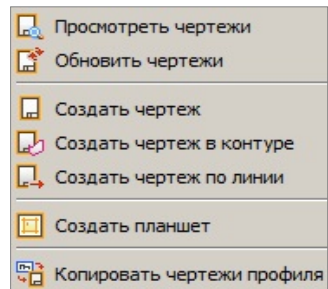 Просмотреть чертежи
Обновить чертежи
Создать чертеж
Создать чертеж в контуре
Создать чертеж по линии
Создать планшет
Копировать чертежи профиля